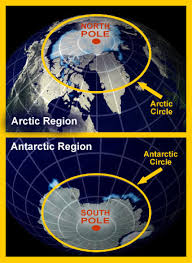 NORTH
POLE
Arctic
Circle
Arctic Region
Antarctic Region
Antarctic
Circle
SOUTH
POLE